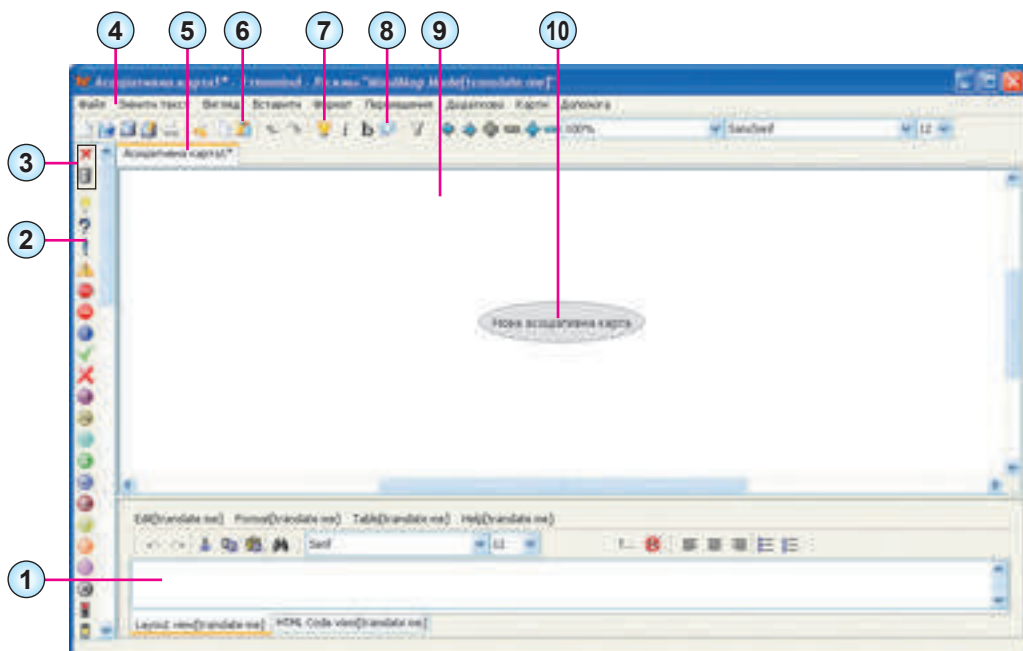 4 5 6 7 8 9 10
Асоціативна карта1* - Freemind - Режим "MindMap Mode[translate me]"
Файл Змінити текст Вигляд Вставити Формат Переміщення Додаткові Карти Допомога
100% SansSerif 12
3
Асоціативна карта1*
2
Нова асоціативна карта
Edit[translate me] Format[translate me] Table[translate me] Help[translate me]
Serif 12
1
Layout view[translate me] HTML Code view[translate me]